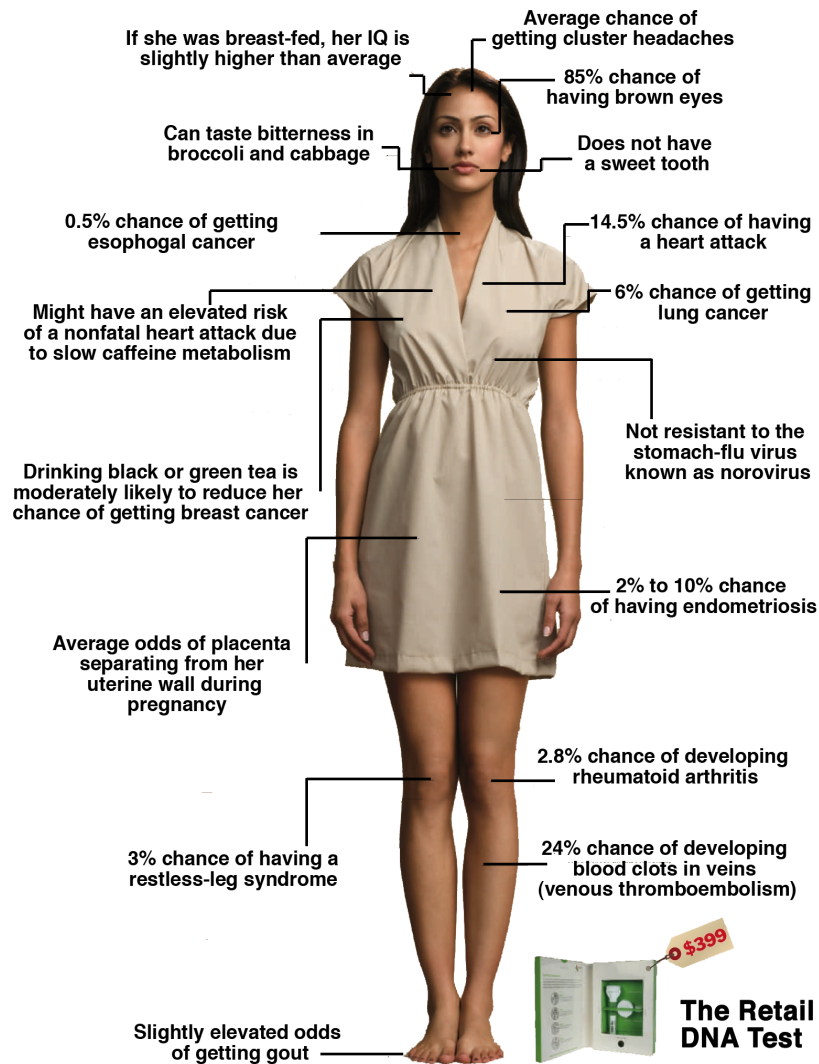 Average chance of
getting cluster headaches
If she was breast-fed, her IQ is
slightly higher than average
85% chance of
having brown eyes
Can taste bitterness in
broccoli and cabbage
Does not have
a sweet tooth
0.5% chance of getting
esophogal cancer
14.5% chance of having
a heart attack
Might have an elevated risk
of a nonfatal heart attack due
to slow caffeine metabolism
6% chance of getting
lung cancer
Not resistant to the
stomach-flu virus
known as norovirus
Drinking black or green tea is
moderately likely to reduce her
chance of getting breast cancer
2% to 10% chance
of having endometriosis
Average odds of placenta
separating from her
uterine wall during
pregnancy
2.8% chance of developing
rheumatoid arthritis
3% chance of having a
restless-leg syndrome
24% chance of developing
blood clots in veins
(venous thromboembolism)
$399
The Retail
DNA Test
Slightly elevated odds
of getting gout